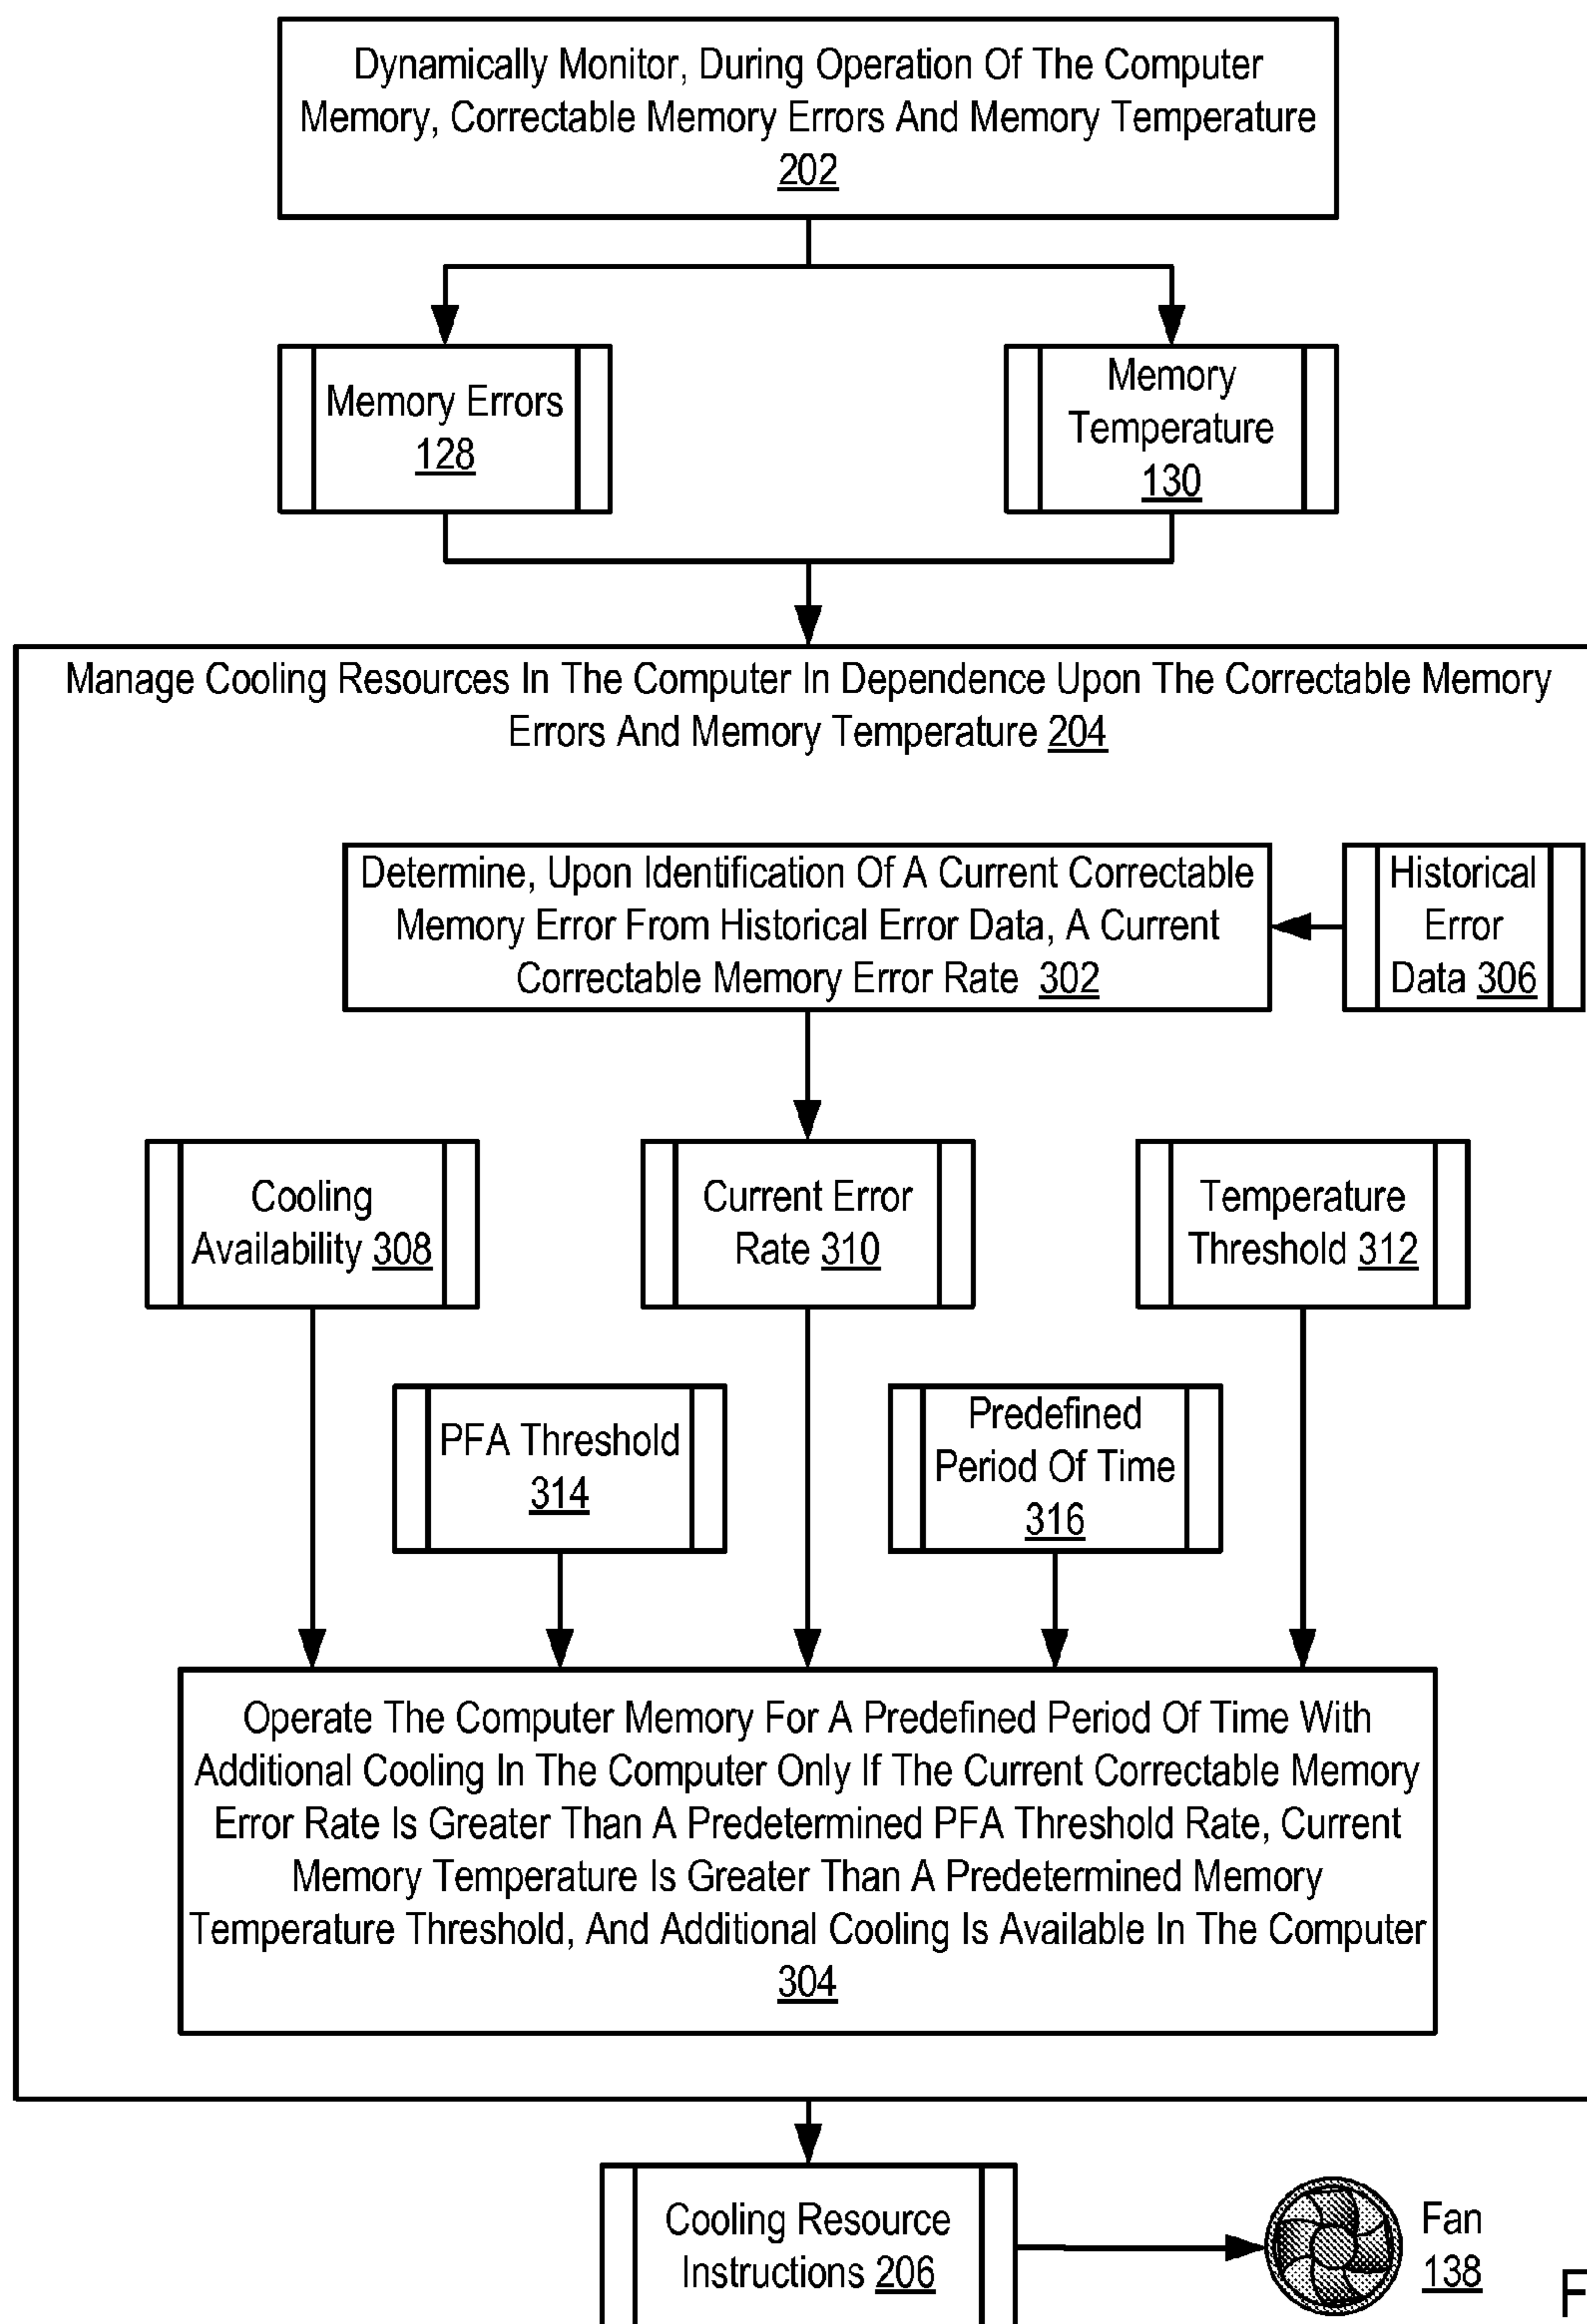 Dynamically Monitor, During Operation Of The Computer
Memory, Correctable Memory Errors And Memory Temperature
202
Memory Errors
128
Memory
Temperature
130
Manage Cooling Resources In The Computer In Dependence Upon The Correctable Memory
Errors And Memory Temperature 204
Determine, Upon Identification Of A Current Correctable
Memory Error From Historical Error Data, A Current
Correctable Memory Error Rate 302
Historical
Error
Data 306
Cooling
Availability 308
Current Error
Rate 310
Temperature
Threshold 312
PFA Threshold
314
Predefined
Period Of Time
316
Operate The Computer Memory For A Predefined Period Of Time With
Additional Cooling In The Computer Only If The Current Correctable Memory
Error Rate Is Greater Than A Predetermined PFA Threshold Rate, Current
Memory Temperature Is Greater Than A Predetermined Memory
Temperature Threshold, And Additional Cooling Is Available In The Computer
304
Cooling Resource
Instructions 206
Fan
138